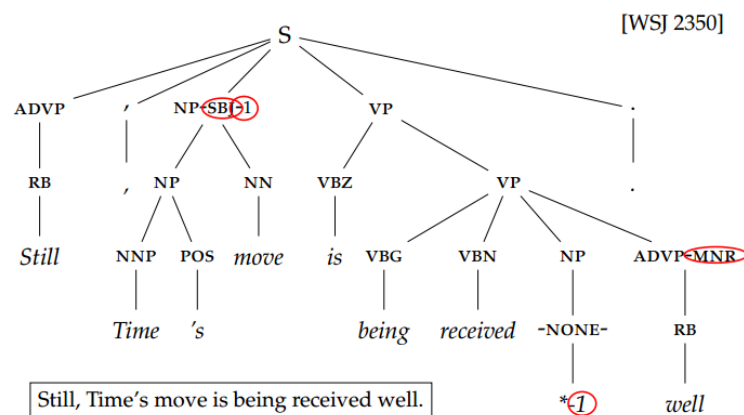 [WSJ 2350]
S
ADVP , NP-SBJ-1 VP .
RB , NP NN VBZ VP .
Still NNP POS move is VBG VBN NP ADVP-MNR
Time 's being received -NONE- RB
*-1 well
Still, Time's move is being received well.